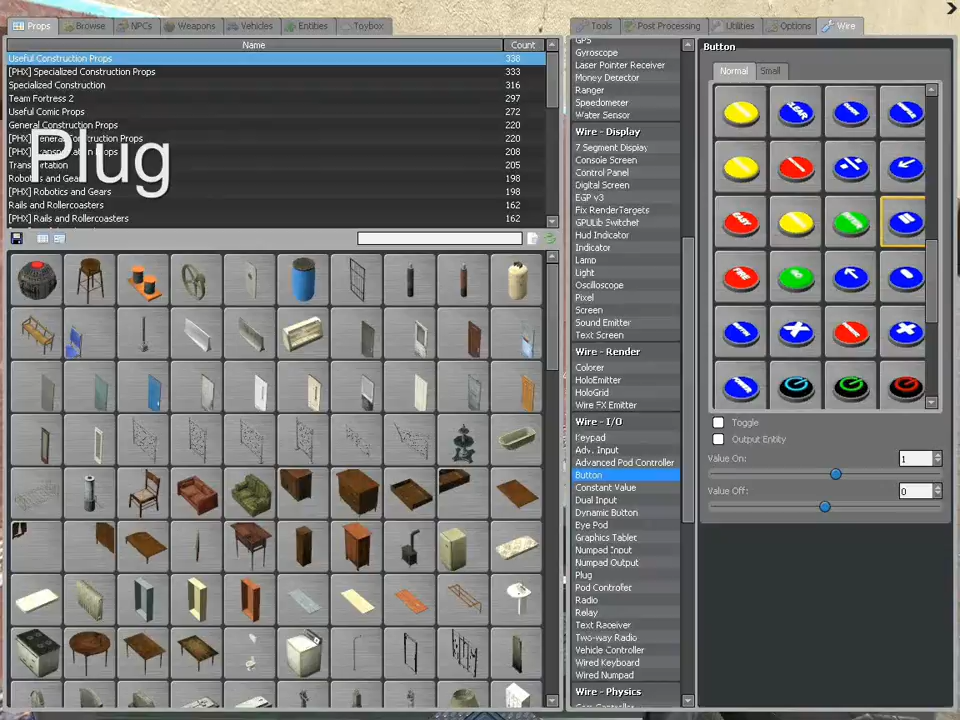 Props
Browse
NPCs
Weapons
Vehicles
Entities
Toybox
Name
Count
Useful Construction Props 338
[PHX] Specialized Construction Props 333
Specialized Construction 316
Team Fortress 2 297
Useful Comic Props 272
General Construction Props 220
[PHX] General Construction Props 220
208
205
198
[PHX] Robotics and Gears 198
Rails and Rollercoasters 162
[PHX] Rails and Rollercoasters 162
Plug
Tools
Post Processing
Utilities
Options
Wire
GPS
Gyroscope
Laser Pointer Receiver
Money Detector
Ranger
Speedometer
Water Sensor
Wire - Display
7 Segment Display
Console Screen
Control Panel
Digital Screen
EGP v3
Fix RenderTargets
GPULib Switcher
Hud Indicator
Indicator
Lamp
Light
Oscilloscope
Pixel
Screen
Sound Emitter
Text Screen
Wire - Render
Colorer
HoloEmitter
HoloGrid
Wire FX Emitter
Wire - I/O
Keypad
Adv. Input
Advanced Pod Controller
Button
Constant Value
Dual Input
Dynamic Button
Eye Pod
Graphics Tablet
Numpad Input
Numpad Output
Plug
Pod Controller
Radio
Relay
Text Receiver
Two-way Radio
Vehicle Controller
Wired Keyboard
Wired Numpad
Wire - Physics
Button
Normal
Small
CLEAR
Toggle
Output Entity
Value On: 1
Value Off: 0